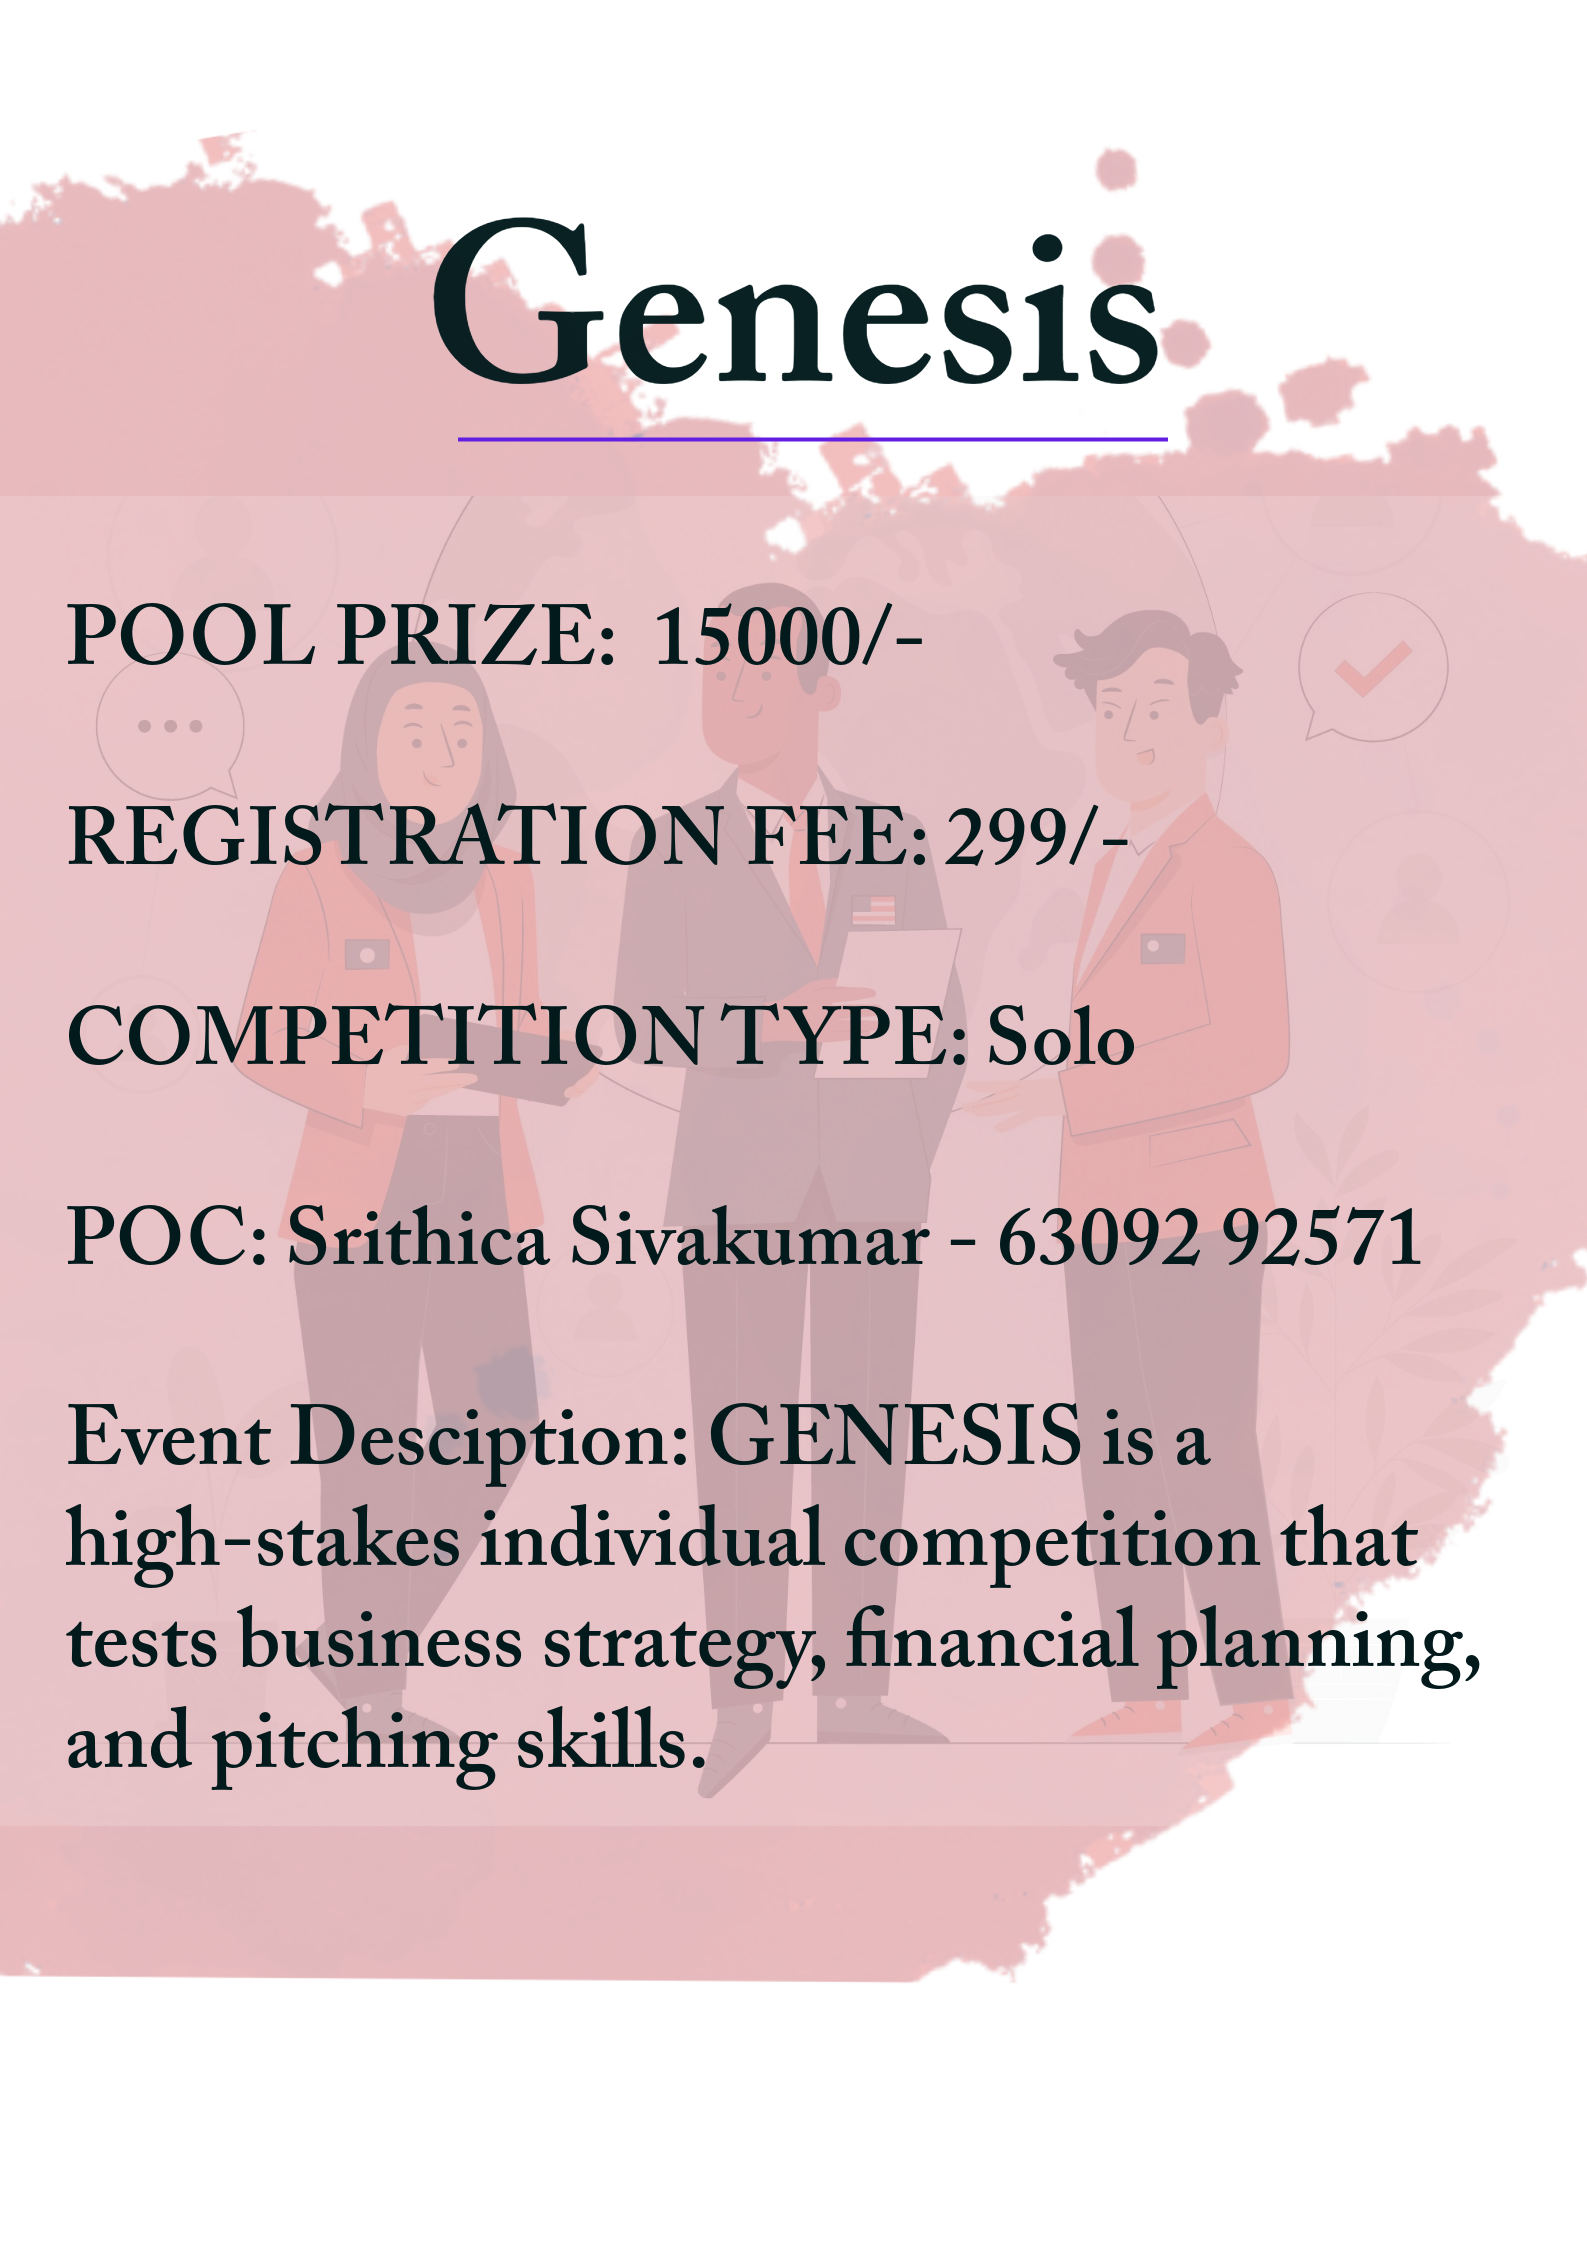 Genesis
POOL PRIZE: 15000/-
REGISTRATION FEE: 299/-
COMPETITION TYPE: Solo
POC: Srithica Sivakumar - 63092 92571
Event Desciption: GENESIS is a
high-stakes individual competition that
tests business strategy, financial planning,
and pitching skills.